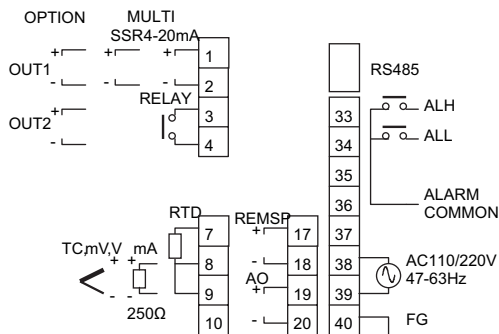 OPTION MULTI
SSR4-20mA
+ + + 1
OUT1 RS485
- - - 2
RELAY
+ 3 33 ALH
OUT2
- 4 34 ALL
35
36 ALARM
COMMON
RTD REMSP
7 + 17 37
TC,mV,V mA
+ + 8 - 18 38 AC110/220V
AO
47-63Hz
- - 9 + 19 39
250Ω
10 - 20 40 FG